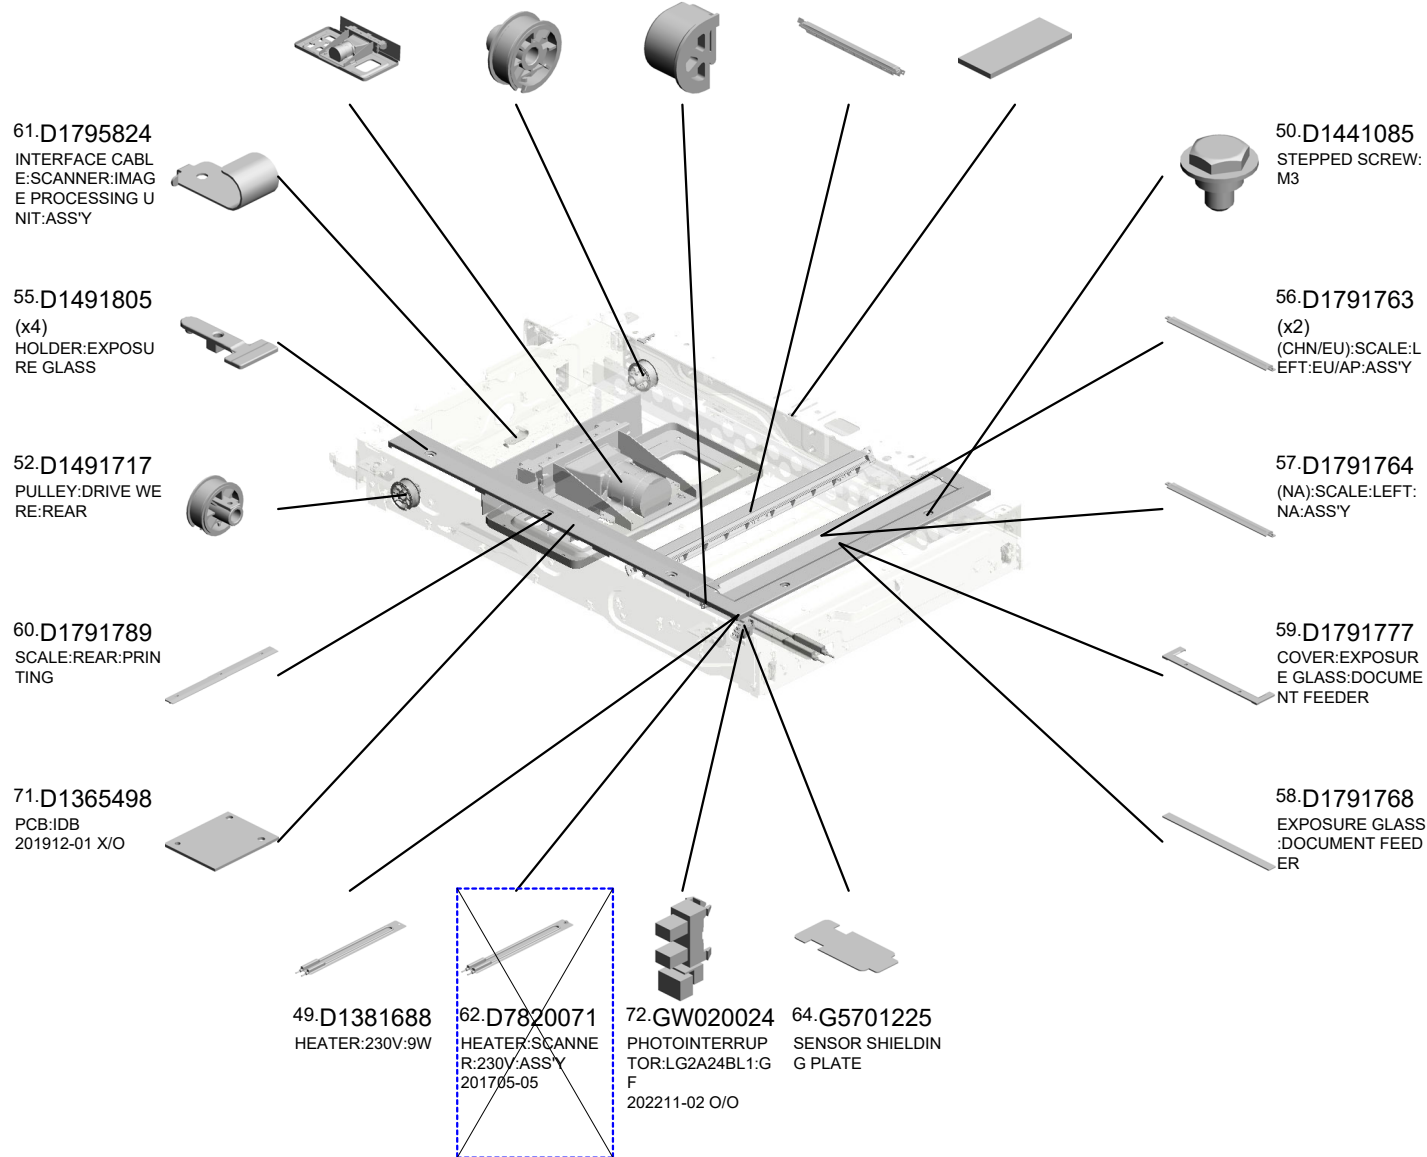 61.D1795824
INTERFACE CABL
E:SCANNER:IMAG
E PROCESSING U
NIT:ASS'Y
55.D1491805
(x4)
HOLDER:EXPOSU
RE GLASS
52.D1491717
PULLEY:DRIVE WE
RE:REAR
60.D1791789
SCALE:REAR:PRIN
TING
71.D1365498
PCB:IDB
201912-01 X/O
50.D1441085
STEPPED SCREW:
M3
56.D1791763
(x2)
(CHN/EU):SCALE:L
EFT:EU/AP:ASS'Y
57.D1791764
(NA):SCALE:LEFT:
NA:ASS'Y
59.D1791777
COVER:EXPOSUR
E GLASS:DOCUME
NT FEEDER
58.D1791768
EXPOSURE GLASS
:DOCUMENT FEED
ER
49.D1381688
HEATER:230V:9W
62.D7820071
HEATER:SCANNE
R:230V:ASS'Y
201705-05
72.GW020024
PHOTOINTERRUP
TOR:LG2A24BL1:G
F
202211-02 O/O
64.G5701225
SENSOR SHIELDIN
G PLATE